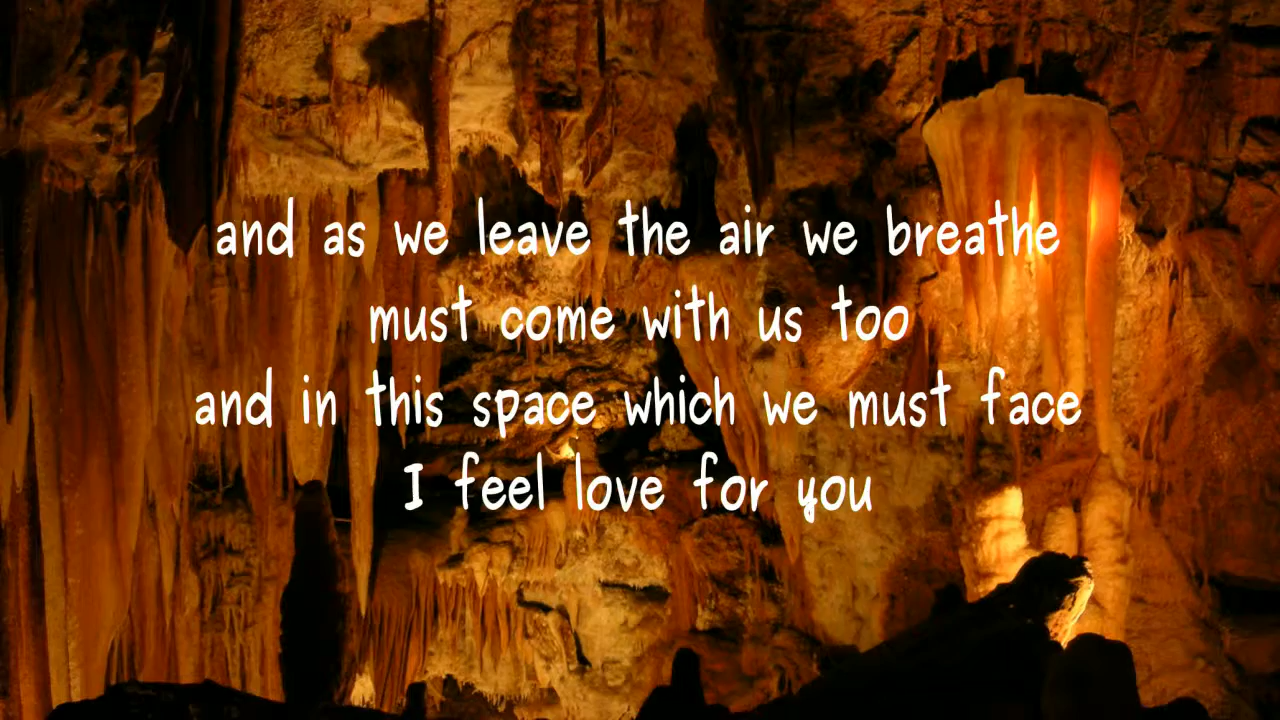 and as we leave the air we breathe
must come with us too
and in this space which we must face
I feel love for you